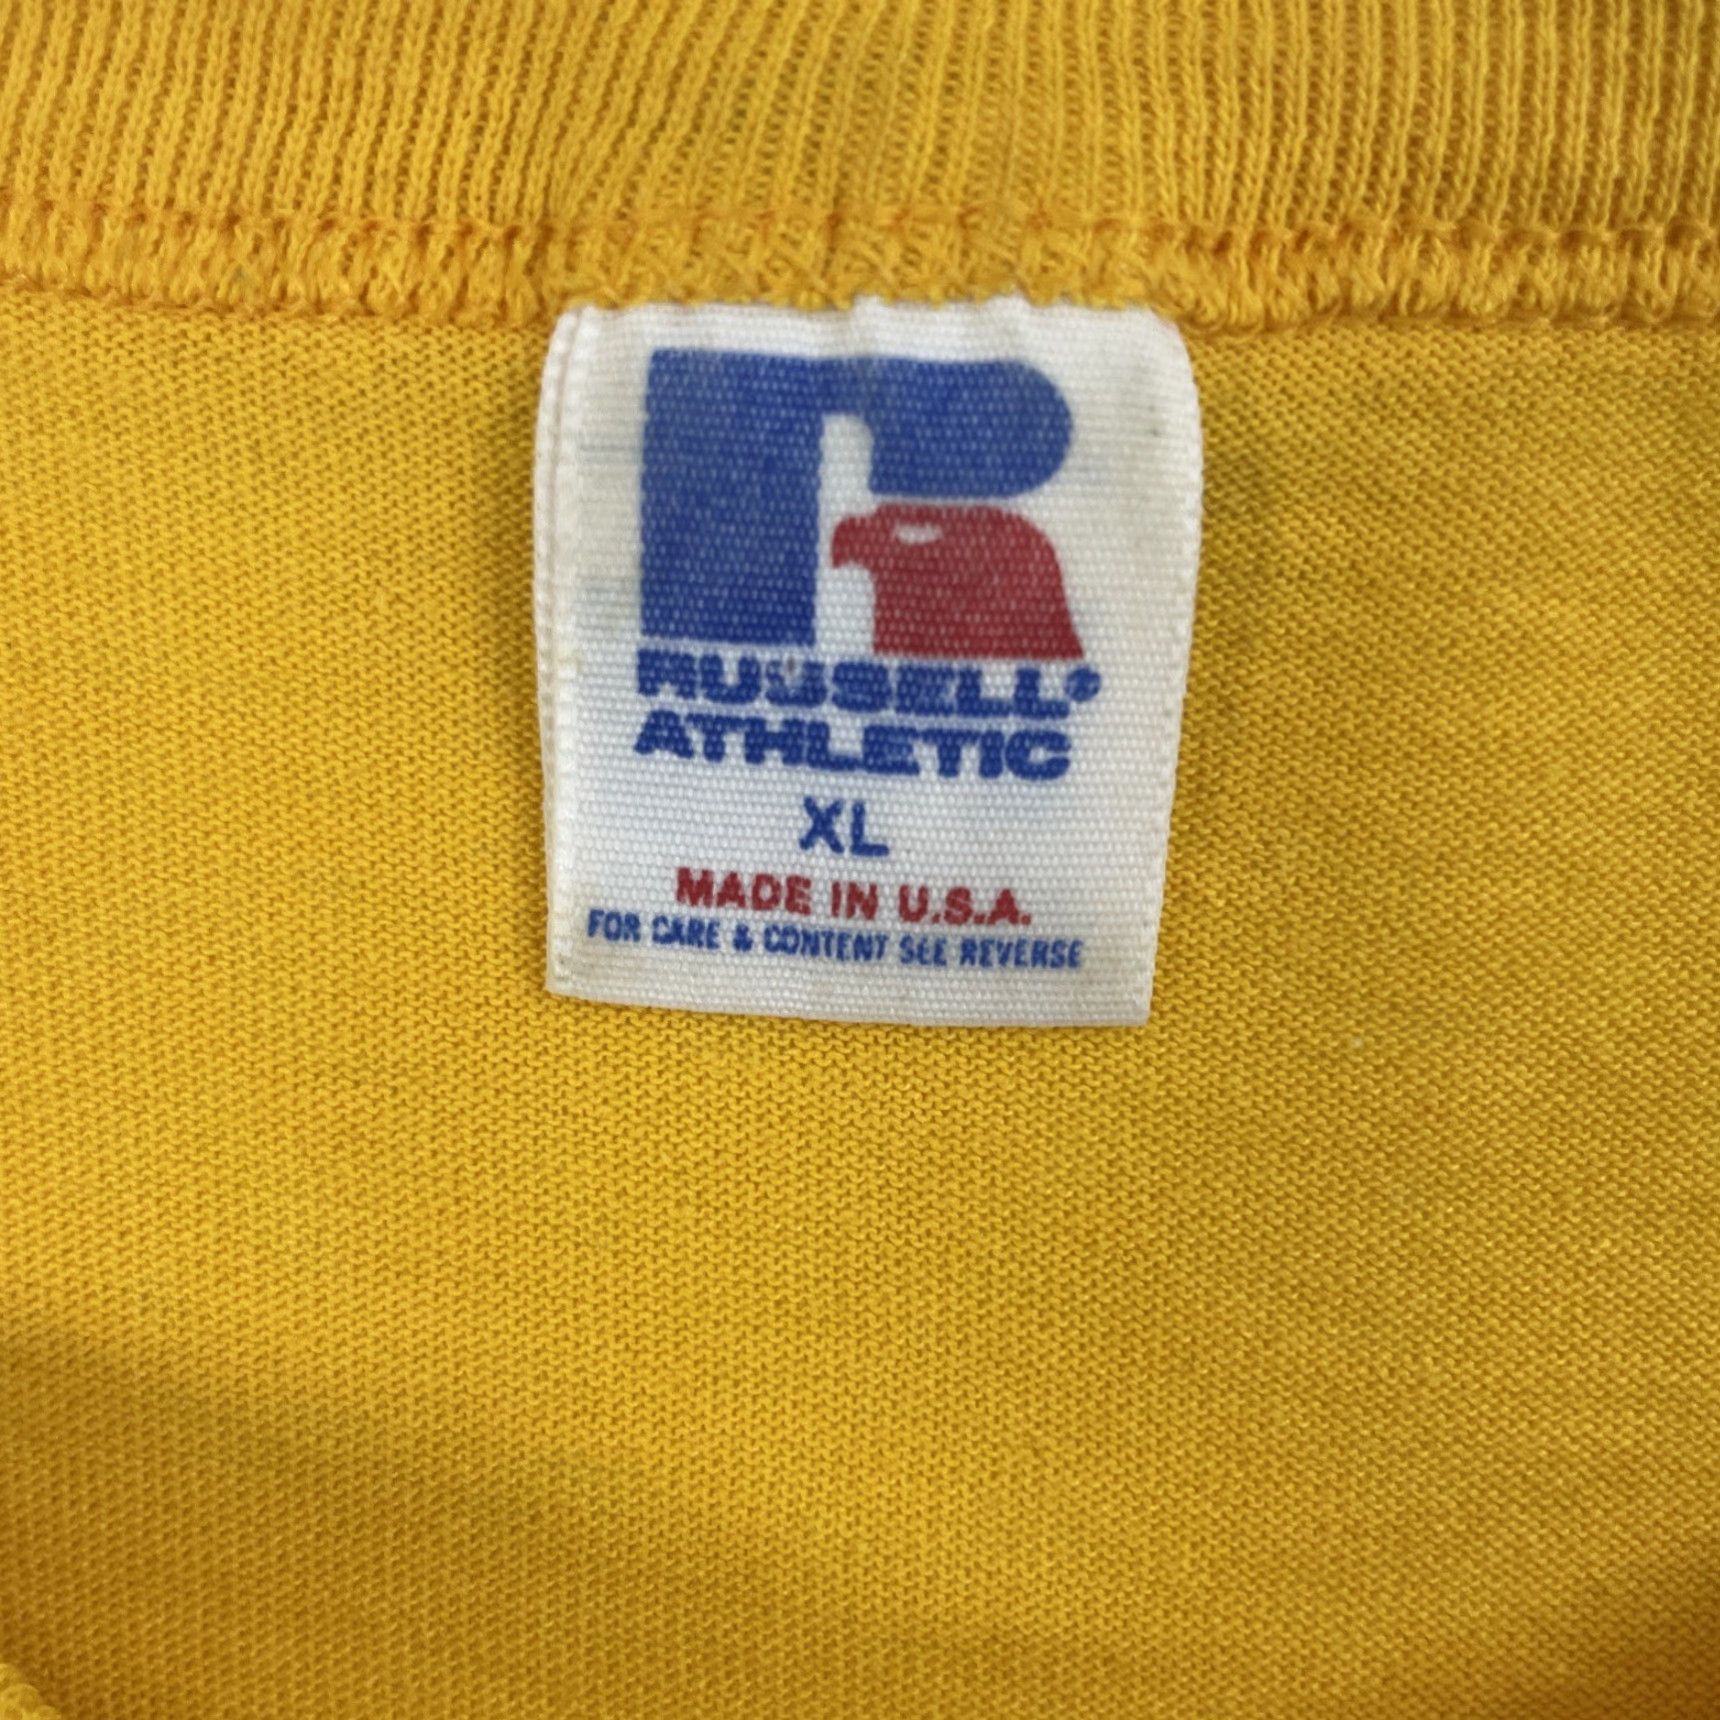 RUSSELL®
ATHLETIC
XL
MADE IN U.S.A.
FOR CARE & CONTENT SEE REVERSE